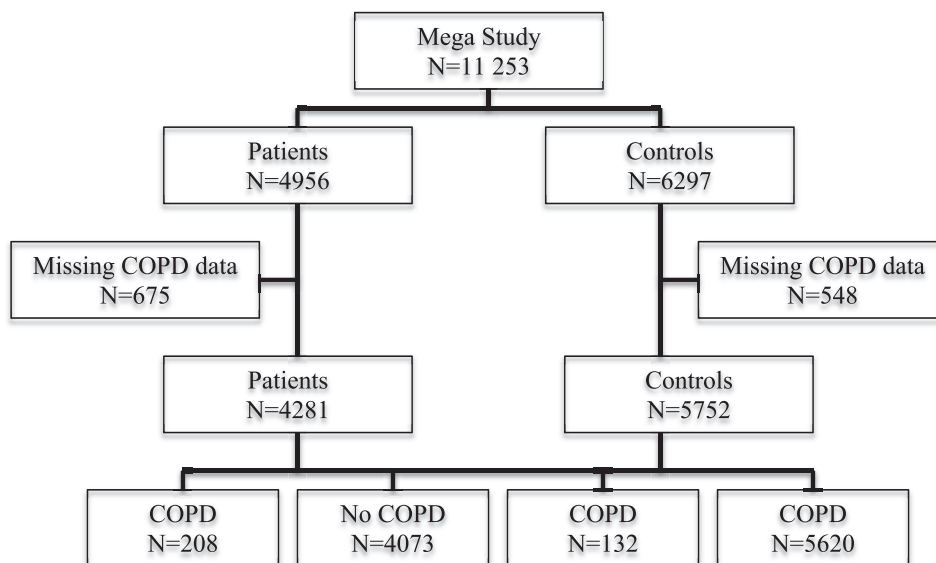 Mega Study
N=11 253
Patients
N=4956
Controls
N=6297
Missing COPD data
N=675
Missing COPD data
N=548
Patients
N=4281
Controls
N=5752
COPD
N=208
No COPD
N=4073
COPD
N=132
COPD
N=5620